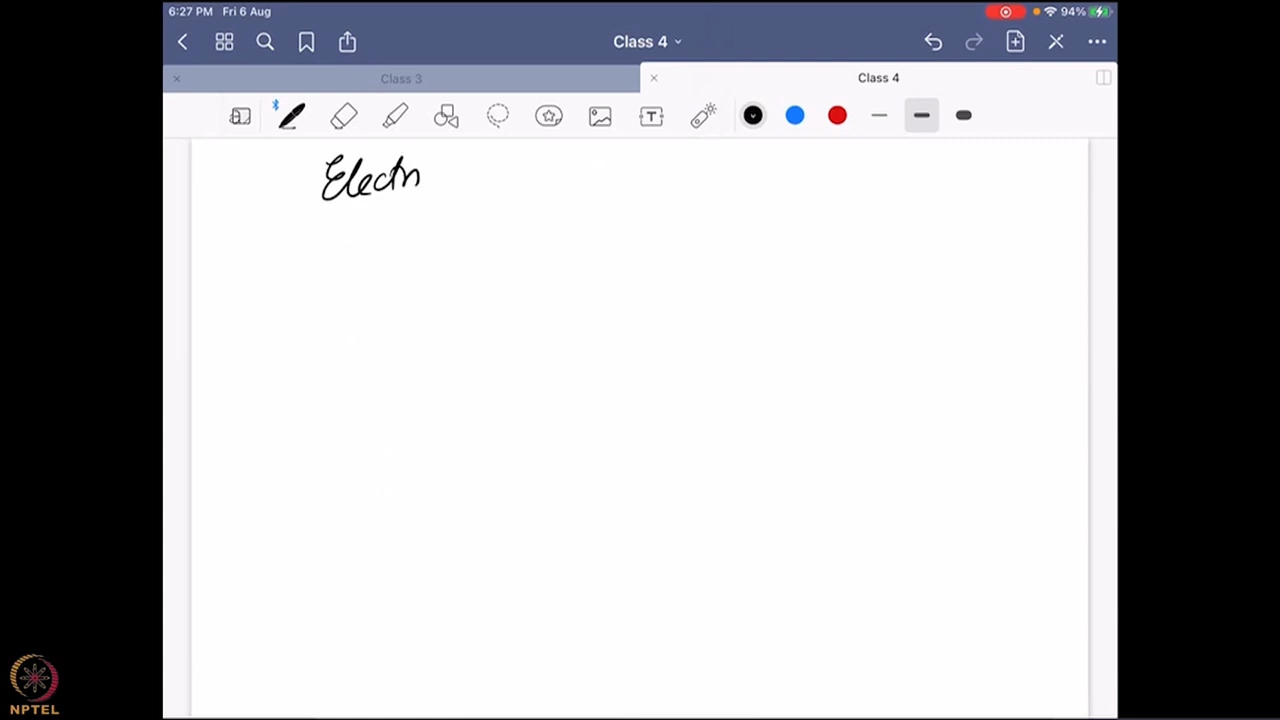 6:27 PM Fri 6 Aug 94%
Class 4
Class 3 Class 4
T
Electn
NPTEL